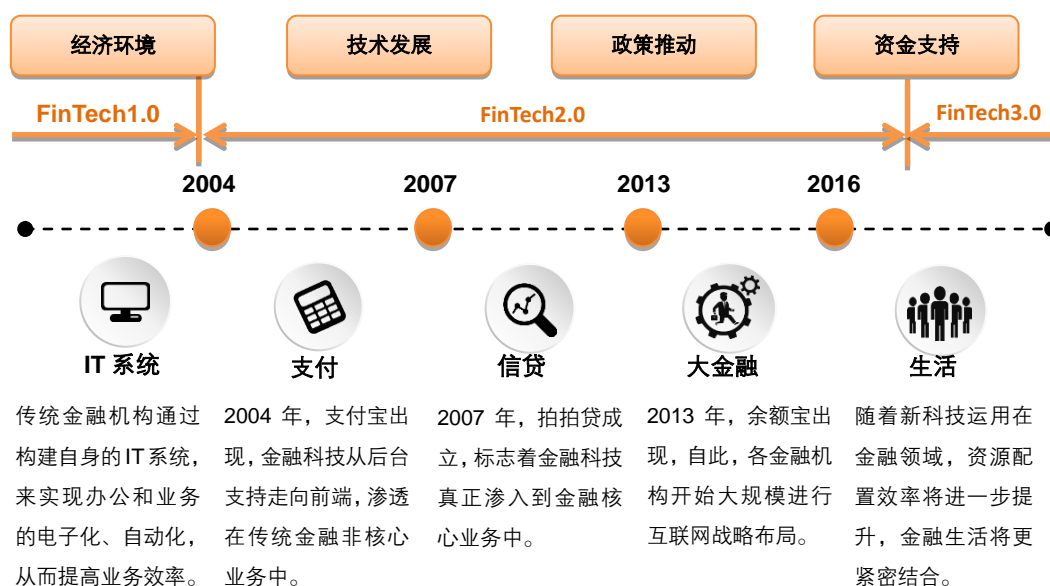 经济环境
技术发展
政策推动
资金支持
FinTech1.0
FinTech2.0
FinTech3.0
2004
2007
2013
2016
IT 系统
传统金融机构通过
构建自身的 IT 系统,
来实现办公和业务
的电子化、自动化,
从而提高业务效率。
支付
2004 年，支付宝出
现，金融科技从后台
支持走向前端，渗透
在传统金融非核心
业务中。
信贷
2007 年，拍拍贷成
立，标志着金融科技
真正渗入到金融核
心业务中。
大金融
2013 年，余额宝出
现，自此，各金融机
构开始大规模进行
互联网战略布局。
生活
随着新科技运用在
金融领域，资源配
置效率将进一步提
升，金融生活将更
紧密结合。